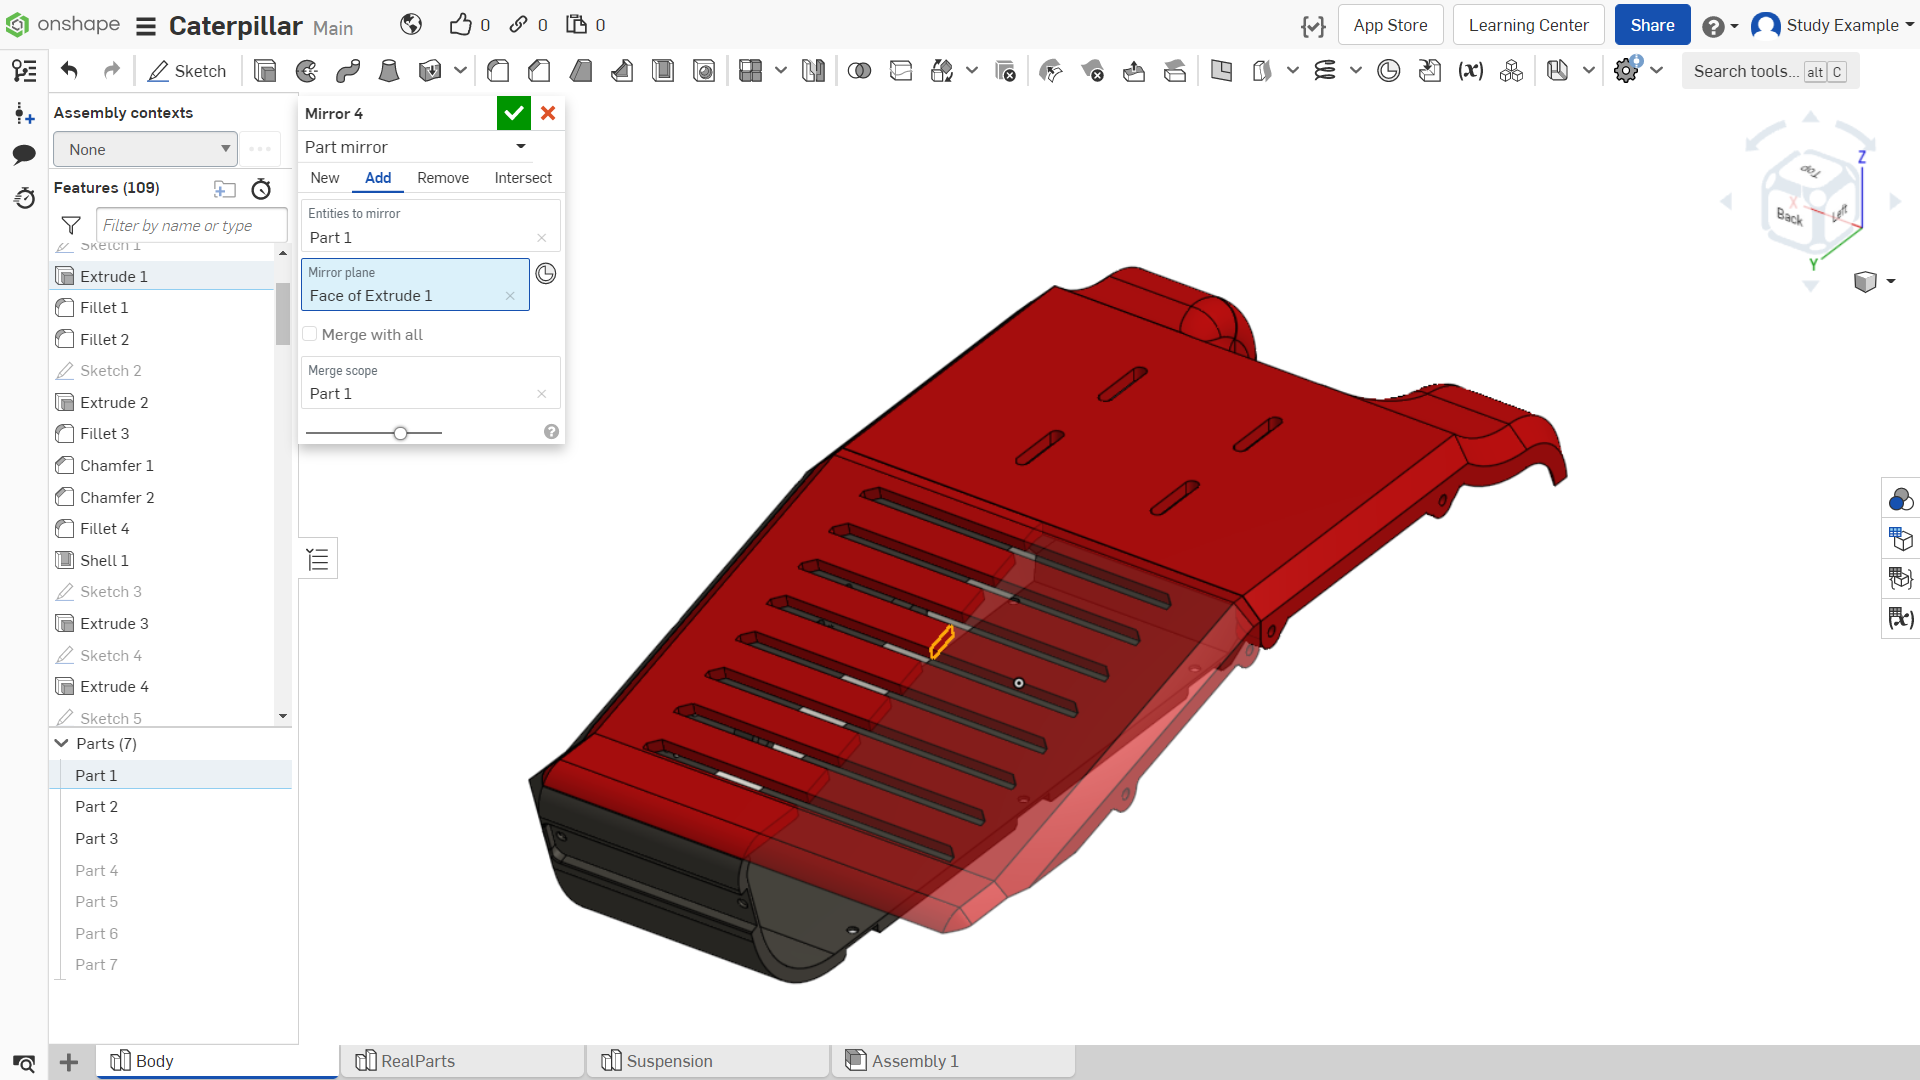 onshape Caterpillar Main 0 0 0 App Store Learning Center Share Study Example
Sketch Search tools... alt C
Assembly contexts
None
Features (109)
Filter by name or type
Sketch 1
Extrude 1
Fillet 1
Fillet 2
Sketch 2
Extrude 2
Fillet 3
Chamfer 1
Chamfer 2
Fillet 4
Shell 1
Sketch 3
Extrude 3
Sketch 4
Extrude 4
Sketch 5
Parts (7)
Part 1
Part 2
Part 3
Part 4
Part 5
Part 6
Part 7
Mirror 4
Part mirror
New Add Remove Intersect
Entities to mirror
Part 1
Mirror plane
Face of Extrude 1
Merge with all
Merge scope
Part 1
Z
Top
X
Back Left
Y
Body RealParts Suspension Assembly 1